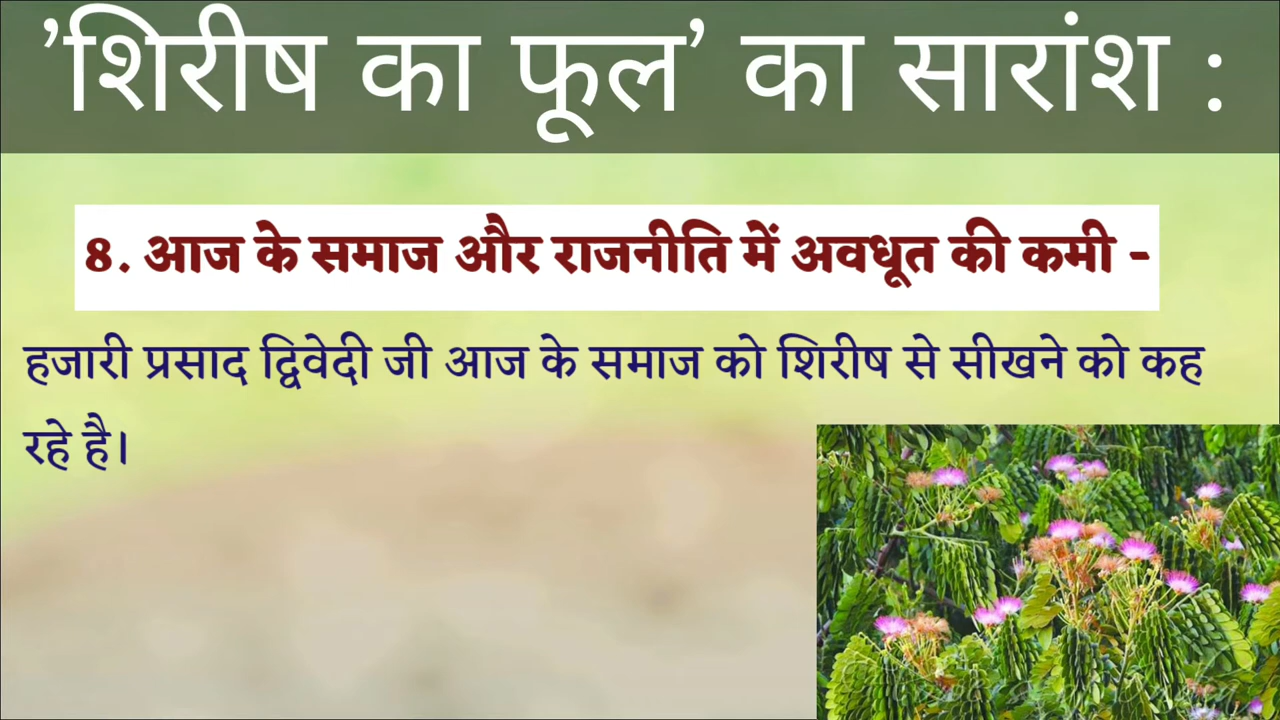 ’शिरीष का फूल’ का सारांश :
8. आज के समाज और राजनीति में अवधूत की कमी -
हजारी प्रसाद द्विवेदी जी आज के समाज को शिरीष से सीखने को कह
रहे है।